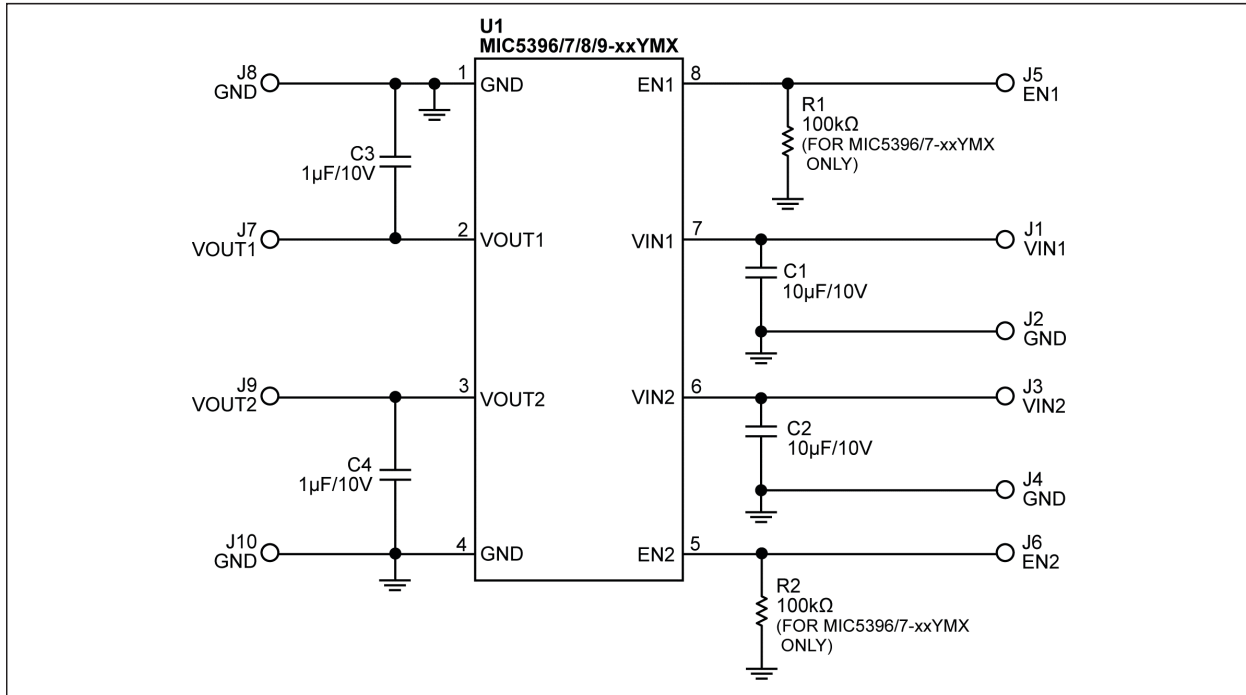 U1
MIC5396/7/8/9-xxYMX
J8
GND
1
GND
C3
1µF/10V
J7
VOUT1
2
VOUT1
J9
VOUT2
3
VOUT2
C4
1µF/10V
J10
GND
4
GND
EN1
8
J5
EN1
R1
100kΩ
(FOR MIC5396/7-xxYMX
ONLY)
VIN1
7
J1
VIN1
C1
10µF/10V
J2
GND
VIN2
6
J3
VIN2
C2
10µF/10V
J4
GND
EN2
5
J6
EN2
R2
100kΩ
(FOR MIC5396/7-xxYMX
ONLY)